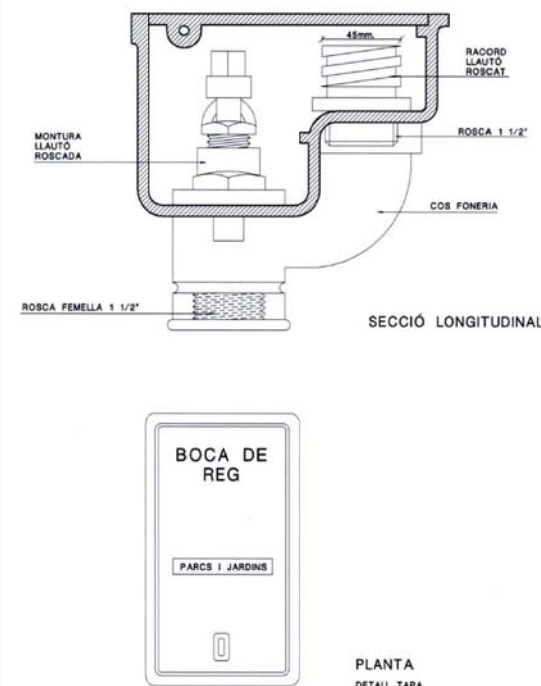 45mm.
RACORD
LLAUTÓ
ROSCAT
MONTURA
LLAUTÓ
ROSCADA
ROSCA 1 1/2"
COS FONERIA
ROSCA FEMELLA 1 1/2"
SECCIÓ LONGITUDINAL
BOCA DE
REG
PARCS I JARDINS
PLANTA
DETALL TAPA